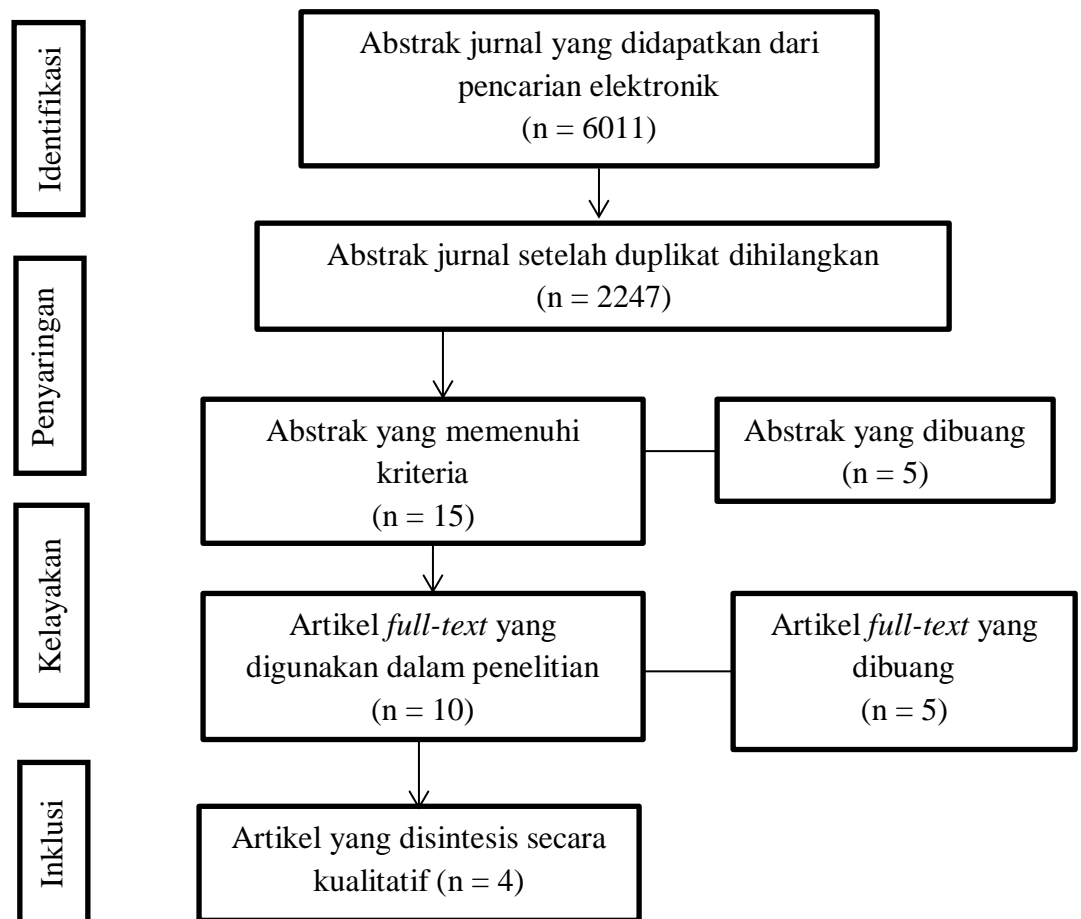 Identifikasi
Abstrak jurnal yang didapatkan dari
pencarian elektronik
(n = 6011)
Penyaringan
Abstrak jurnal setelah duplikat dihilangkan
(n = 2247)
Abstrak yang memenuhi
kriteria
(n = 15)
Abstrak yang dibuang
(n = 5)
Kelayakan
Artikel full-text yang
digunakan dalam penelitian
(n = 10)
Artikel full-text yang
dibuang
(n = 5)
Inklusi
Artikel yang disintesis secara
kualitatif (n = 4)